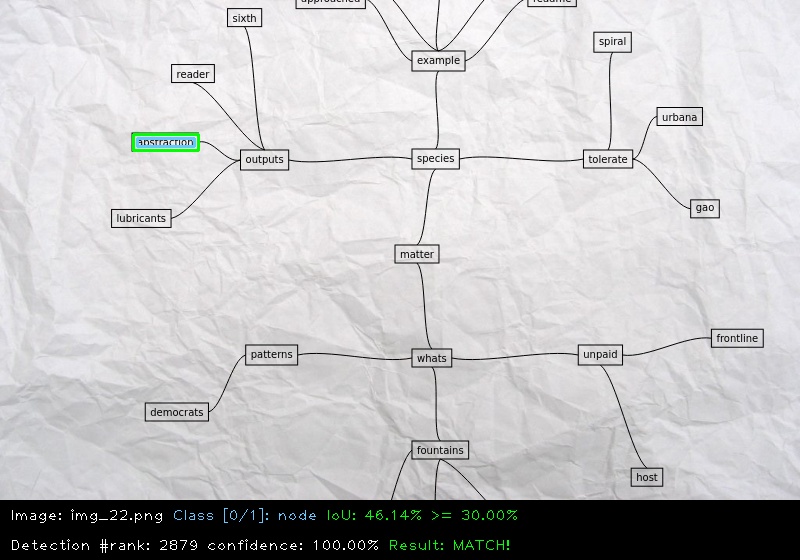 approached
resume
sixth
example
spiral
reader
urbana
abstraction
outputs
species
tolerate
lubricants
gao
matter
frontline
patterns
whats
unpaid
democrats
fountains
host
Image: img_22.png Class [0/1]: node IoU: 46.14% >= 30.00%
Detection #rank: 2879 confidence: 100.00% Result: MATCH!